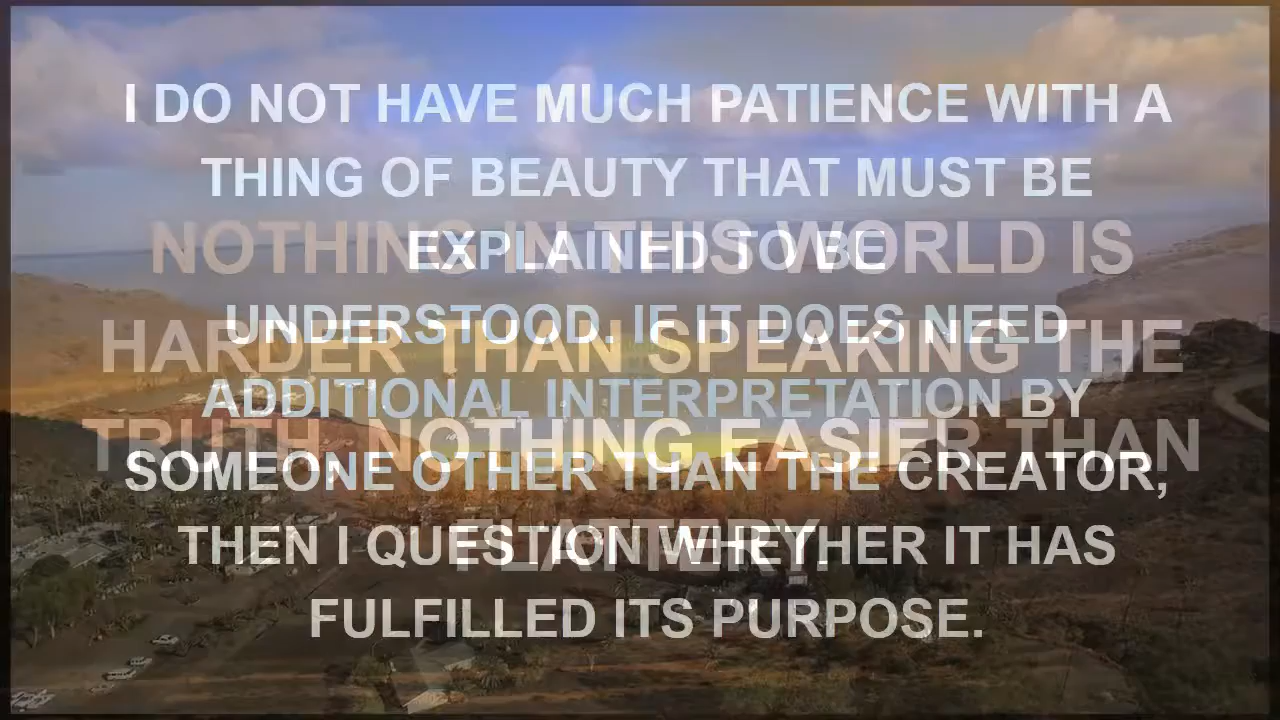 I DO NOT HAVE MUCH PATIENCE WITH A
THING OF BEAUTY THAT MUST BE
EXPLAINED TO BE
UNDERSTOOD. IF IT DOES NEED
ADDITIONAL INTERPRETATION BY
SOMEONE OTHER THAN THE CREATOR,
THEN I QUESTION WHETHER IT HAS
FULFILLED ITS PURPOSE.
NOTHING IN THIS WORLD IS
HARDER THAN SPEAKING THE
TRUTH, NOTHING EASIER THAN
FLATTERY.